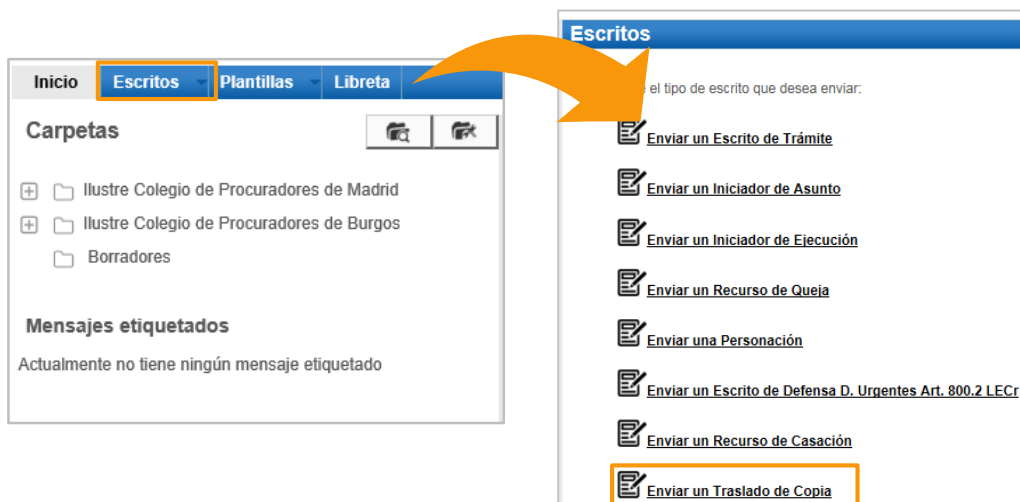 Inicio Escritos Plantillas Libreta
Carpetas
Ilustre Colegio de Procuradores de Madrid
Ilustre Colegio de Procuradores de Burgos
Borradores
Mensajes etiquetados
Actualmente no tiene ningún mensaje etiquetado
Escritos
el tipo de escrito que desea enviar:
Enviar un Escrito de Trámite
Enviar un Iniciador de Asunto
Enviar un Iniciador de Ejecución
Enviar un Recurso de Queja
Enviar una Personación
Enviar un Escrito de Defensa D. Urgentes Art. 800.2 LECr
Enviar un Recurso de Casación
Enviar un Traslado de Copia